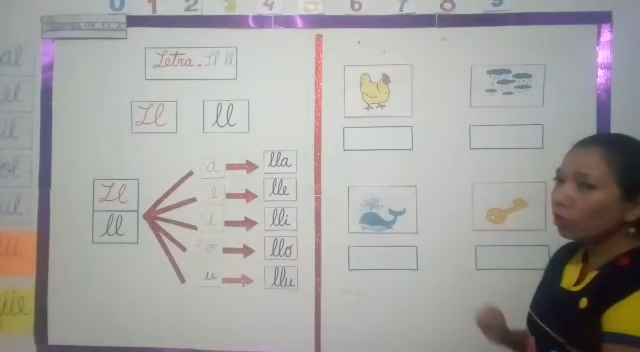 0 1 2 3 4 5 6 7 8 9
Letra - Ll ll
Ll ll
a lla
Ll e lle
ll i lli
o llo
u llu